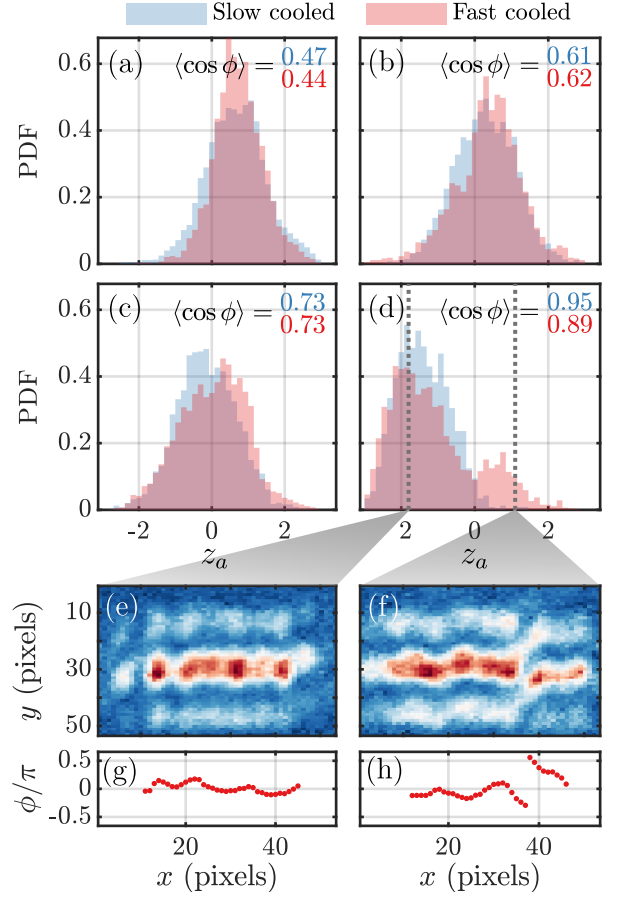 Slow cooled Fast cooled
(a) ⟨cos ϕ⟩ = 0.47 0.44
(b) ⟨cos ϕ⟩ = 0.61 0.62
PDF
0.6
0.4
0.2
0
(c) ⟨cos ϕ⟩ = 0.73 0.73
(d) ⟨cos ϕ⟩ = 0.95 0.89
PDF
0.6
0.4
0.2
0
-2 0 2
2 0 2
z_a z_a
(e) (f)
y (pixels)
10
30
50
(g) (h)
ϕ/π
0.5
0
-0.5
20 40 20 40
x (pixels) x (pixels)